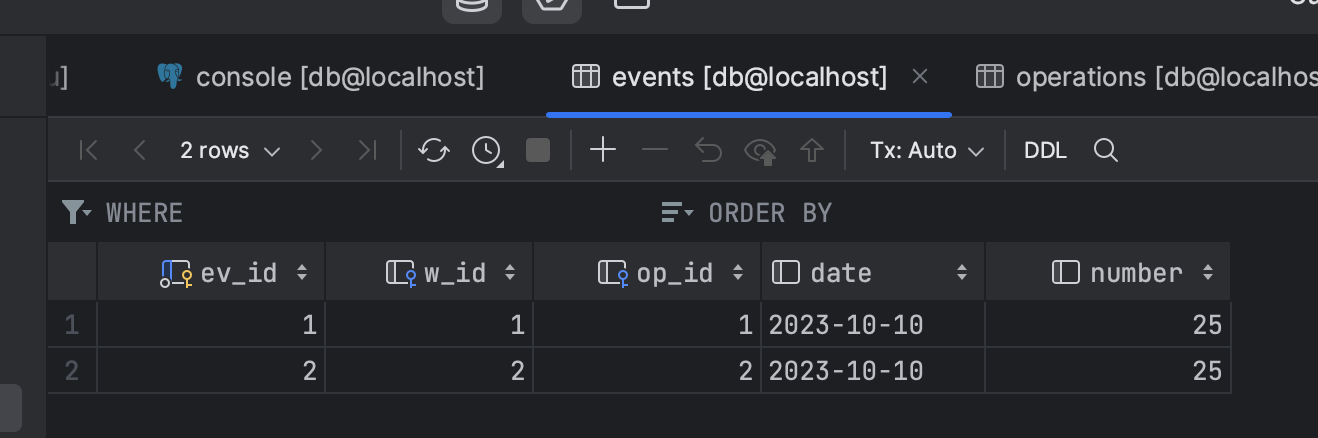 u] console [db@localhost] events [db@localhost] operations [db@localhos
2 rows Tx: Auto DDL
WHERE ORDER BY
ev_id w_id op_id date number
1 1 1 1 2023-10-10 25
2 2 2 2 2023-10-10 25